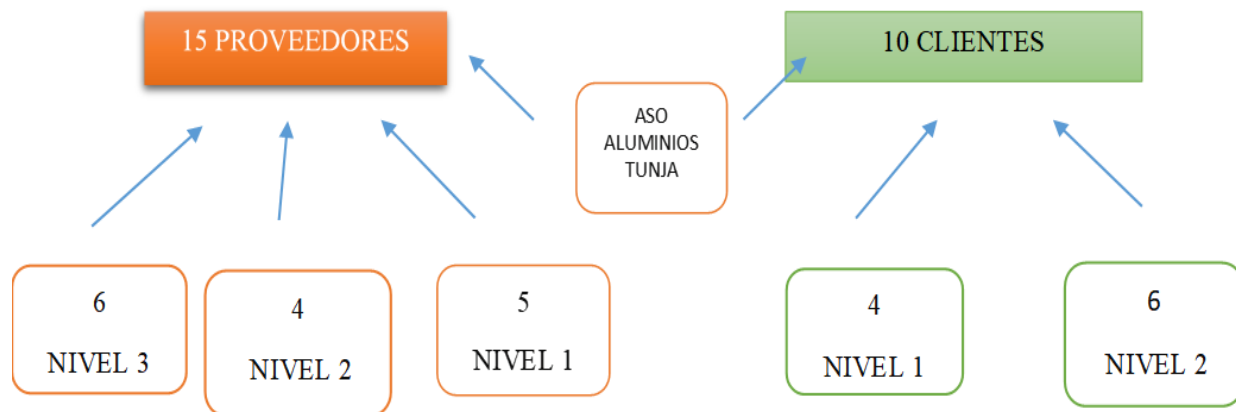 15 PROVEEDORES
10 CLIENTES
ASO
ALUMINIOS
TUNJA
6
NIVEL 3
4
NIVEL 2
5
NIVEL 1
4
NIVEL 1
6
NIVEL 2